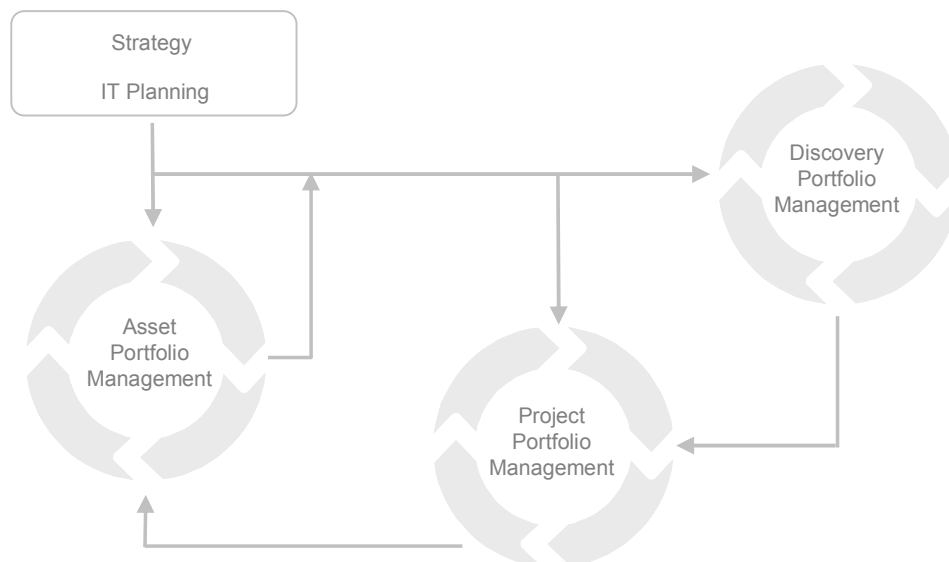 Strategy
IT Planning
Discovery
Portfolio
Management
Asset
Portfolio
Management
Project
Portfolio
Management